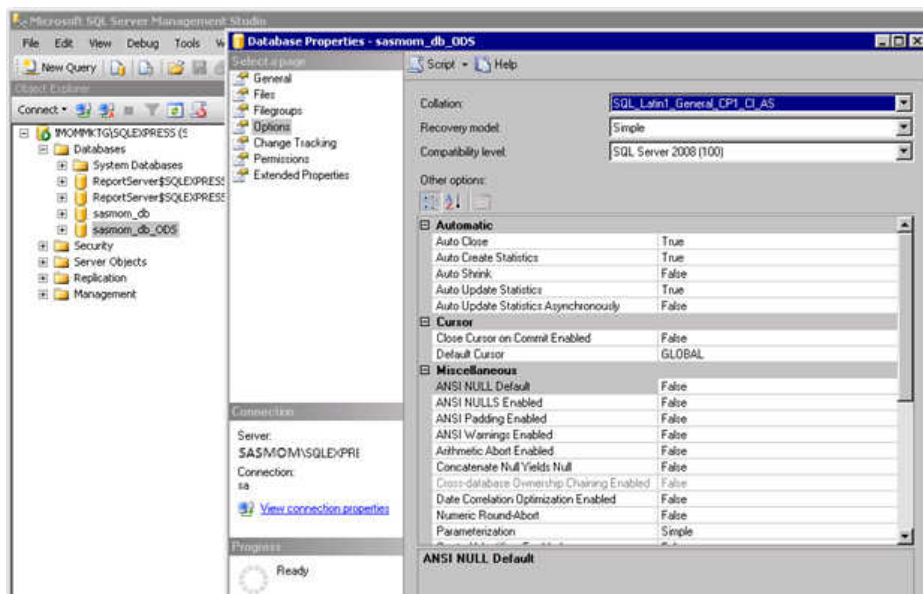 Microsoft SQL Server Management Studio
File Edit View Debug Tools W
New Query
Object Explorer
Connect
\SQLEXPRESS (S
Databases
System Databases
ReportServer$SQLEXPRESS
ReportServer$SQLEXPRESS
sasmom_db
sasmom_db_ODS
Security
Server Objects
Replication
Management
Database Properties - sasmom_db_ODS
Select a page
General
Files
Filegroups
Options
Change Tracking
Permissions
Extended Properties
Connection
Server:
SASMOM\SQLEXPRE
Connection:
sa
View connection properties
Progress
Ready
Script Help
Collation: SQL_Latin1_General_CP1_CI_AS
Recovery model: Simple
Compatibility level: SQL Server 2008 (100)
Other options:
Automatic
Auto Close True
Auto Create Statistics True
Auto Shrink False
Auto Update Statistics True
Auto Update Statistics Asynchronously False
Cursor
Close Cursor on Commit Enabled False
Default Cursor GLOBAL
Miscellaneous
ANSI NULL Default False
ANSI NULLS Enabled False
ANSI Padding Enabled False
ANSI Warnings Enabled False
Arithmetic Abort Enabled False
Concatenate Null Yields Null False
Cross-database Ownership Chaining Enabled False
Date Correlation Optimization Enabled False
Numeric Round-Abort False
Parameterization Simple
ANSI NULL Default